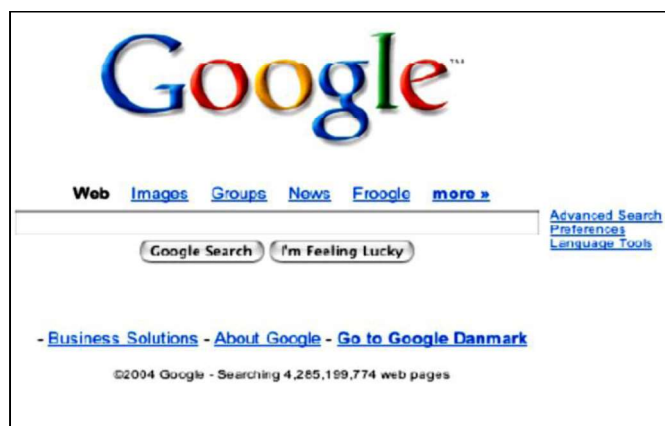 Google™
Web Images Groups News Froogle more »
Advanced Search
Preferences
Language Tools
Google Search I'm Feeling Lucky
- Business Solutions - About Google - Go to Google Danmark
©2004 Google - Searching 4,285,199,774 web pages